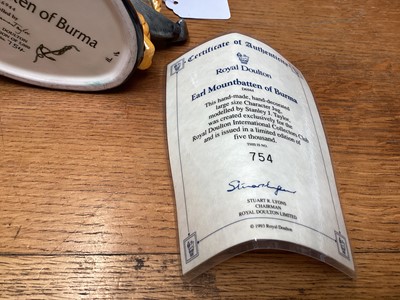 ten of Burma
754
Certificate of Authenticity
Royal Doulton
Earl Mountbatten of Burma
D6944
This hand-made, hand-decorated
large size Character Jug,
modelled by Stanley J. Taylor,
was created exclusively for the
Royal Doulton International Collectors Club
and is issued in a limited edition of
five thousand.
THIS IS NO.
754
STUART R. LYONS
CHAIRMAN
ROYAL DOULTON LIMITED
© 1993 Royal Doulton